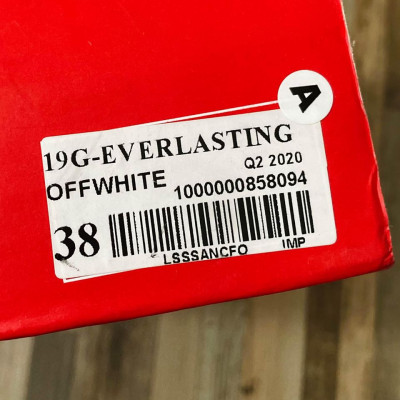 A
19G-EVERLASTING
Q2 2020
OFFWHITE 1000000858094
38
LSSSANCFO IMP